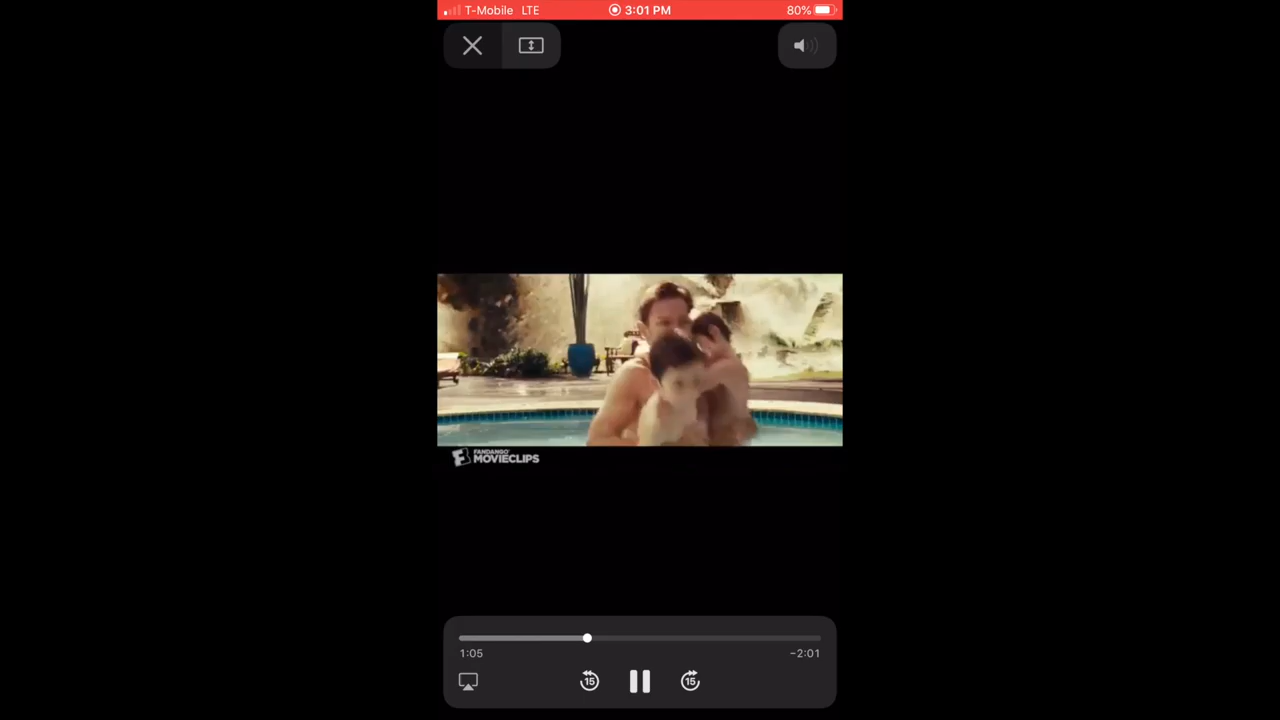 T-Mobile LTE 3:01 PM 80%
FANDANGO
MOVIECLIPS
1:05 -2:01
15 15